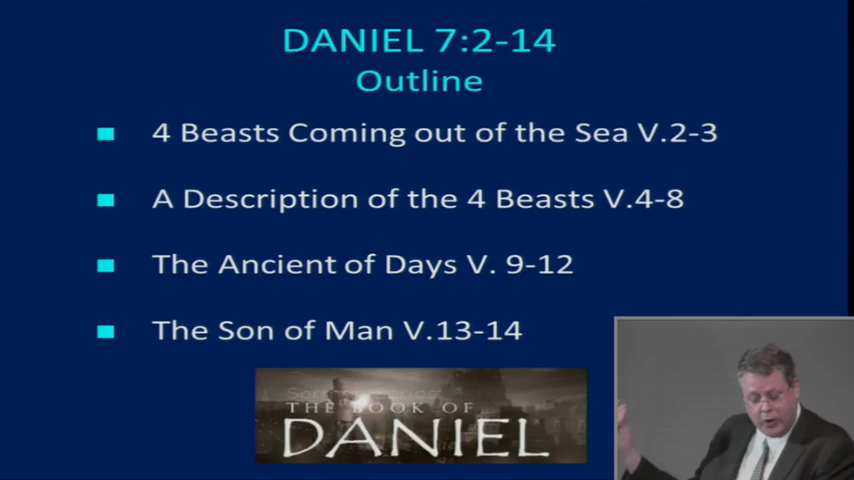 DANIEL 7:2-14
Outline
4 Beasts Coming out of the Sea V.2-3
A Description of the 4 Beasts V.4-8
The Ancient of Days V. 9-12
The Son of Man V.13-14
THE BOOK OF
DANIEL